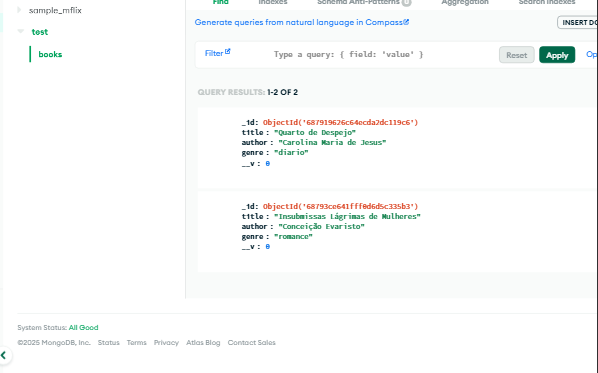 sample_mflix
Find Indexes Schema Anti-Patterns 0 Aggregation Search Indexes
test
Generate queries from natural language in Compass
INSERT DO
books
Filter
Type a query: { field: 'value' }
Reset
Apply
Op
QUERY RESULTS: 1-2 OF 2
_id: ObjectId('687919626c64ecda2dc119c6')
title: "Quarto de Despejo"
author: "Carolina Maria de Jesus"
genre: "diario"
__v: 0
_id: ObjectId('68793ce641fff0d6d5c335b3')
title: "Insubmissas Lágrimas de Mulheres"
author: "Conceição Evaristo"
genre: "romance"
__v: 0
System Status: All Good
©2025 MongoDB, Inc. Status Terms Privacy Atlas Blog Contact Sales